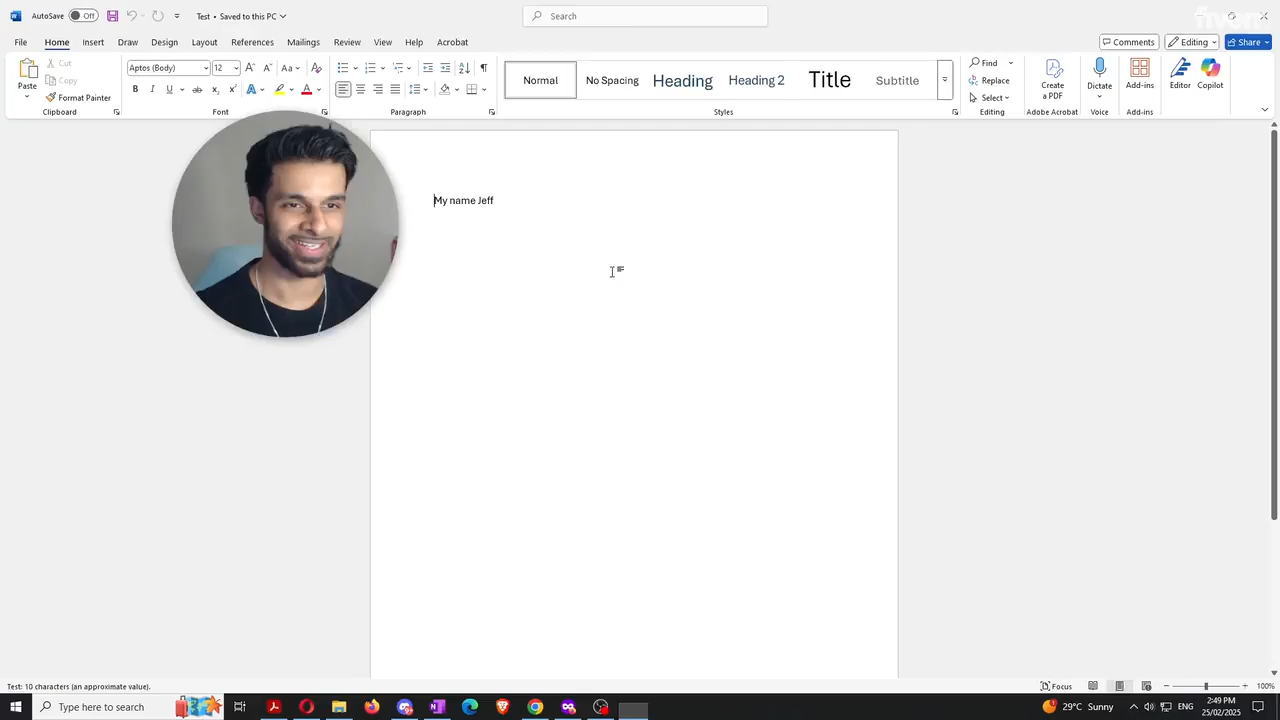 AutoSave Off Test • Saved to this PC Search
File Home Insert Draw Design Layout References Mailings Review View Help Acrobat Comments Editing Share
Paste
Cut
Copy
Format Painter
Clipboard
Aptos (Body) 12
Font
Paragraph
Normal No Spacing Heading Heading 2 Title Subtitle
Styles
Find
Replace
Select
Editing
Create a PDF
Adobe Acrobat
Dictate
Voice
Add-ins
Add-ins
Editor
Copilot
My name Jeff
Test: 10 characters (an approximate value). Focus 100%
Type here to search 29°C Sunny ENG 2:49 PM
25/02/2025